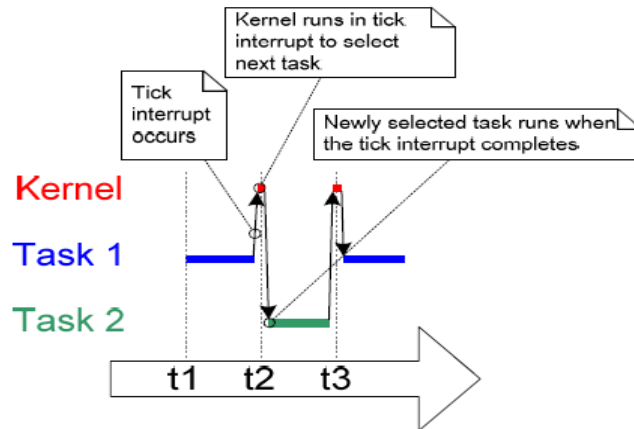 Kernel runs in tick
interrupt to select
next task
Tick
interrupt
occurs
Newly selected task runs when
the tick interrupt completes
Kernel
Task 1
Task 2
t1 t2 t3